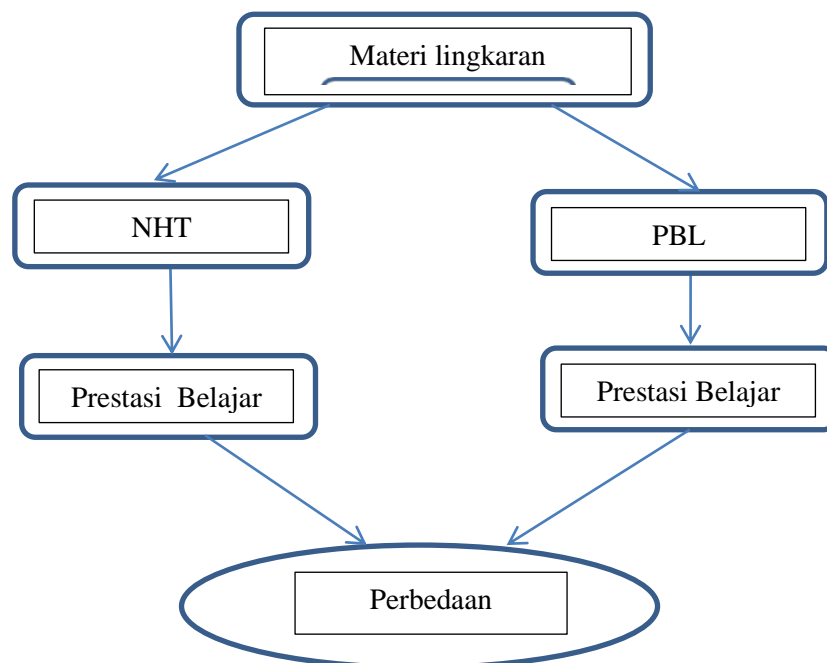 Materi lingkaran
NHT
PBL
Prestasi Belajar
Prestasi Belajar
Perbedaan